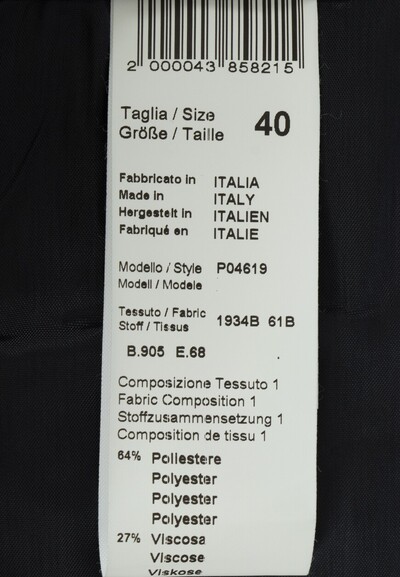 2 000043 858215
Taglia / Size
Größe / Taille 40
Fabbricato in ITALIA
Made in ITALY
Hergestelt in ITALIEN
Fabriqué en ITALIE
Modello / Style P04619
Modell / Modele
Tessuto / Fabric
Stoff / Tissus 1934B 61B
B.905 E.68
Composizione Tessuto 1
Fabric Composition 1
Stoffzusammensetzung 1
Composition de tissu 1
64% Poliestere
Polyester
Polyester
Polyester
27% Viscosa
Viscose
Viskose